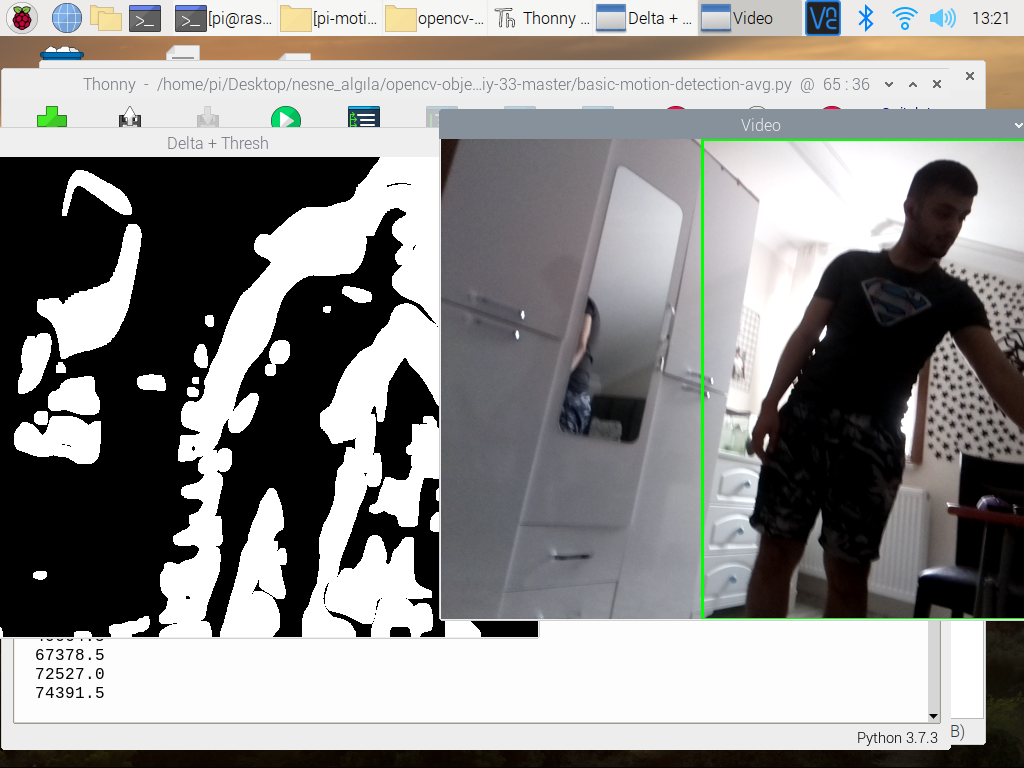 [pi@ras... [pi-moti... opencv-... Thonny ... Delta + ... Video 13:21
Thonny - /home/pi/Desktop/nesne_algıla/opencv-obje...iy-33-master/basic-motion-detection-avg.py @ 65:36
Delta + Thresh
Video
67378.5
72527.0
74391.5
Python 3.7.3
B)